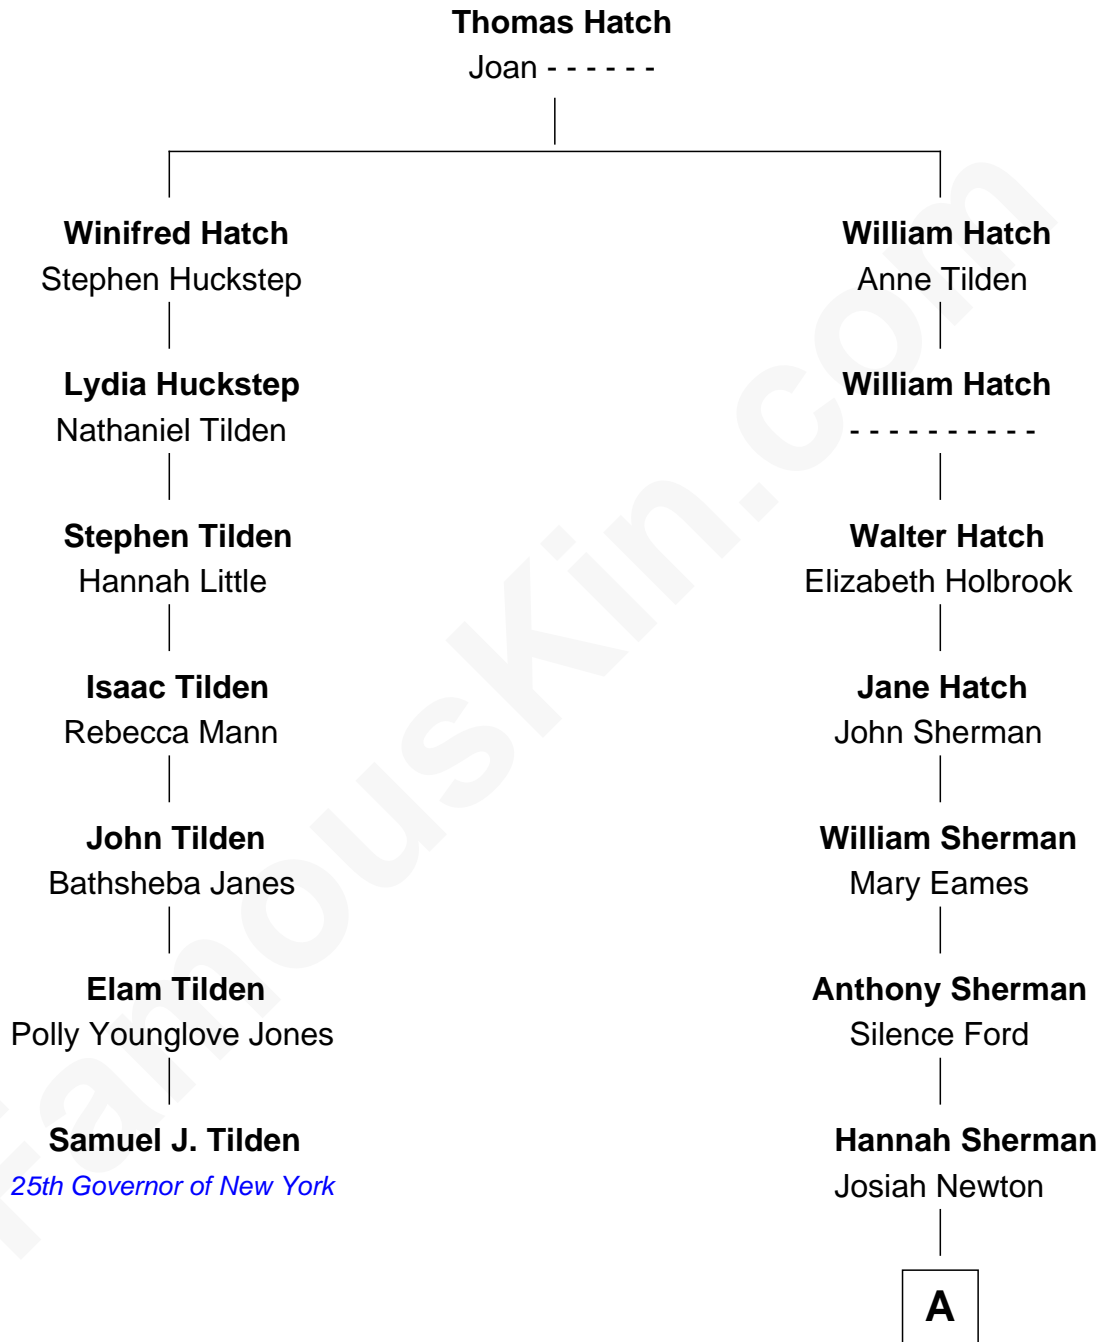 Thomas Hatch
Joan - - - - - -
Winifred Hatch
Stephen Huckstep
William Hatch
Anne Tilden
Lydia Huckstep
Nathaniel Tilden
William Hatch
- - - - - - - - - -
Stephen Tilden
Hannah Little
Walter Hatch
Elizabeth Holbrook
Isaac Tilden
Rebecca Mann
Jane Hatch
John Sherman
John Tilden
Bathsheba Janes
William Sherman
Mary Eames
Elam Tilden
Polly Younglove Jones
Anthony Sherman
Silence Ford
Samuel J. Tilden
25th Governor of New York
Hannah Sherman
Josiah Newton
A
FamousKin.com